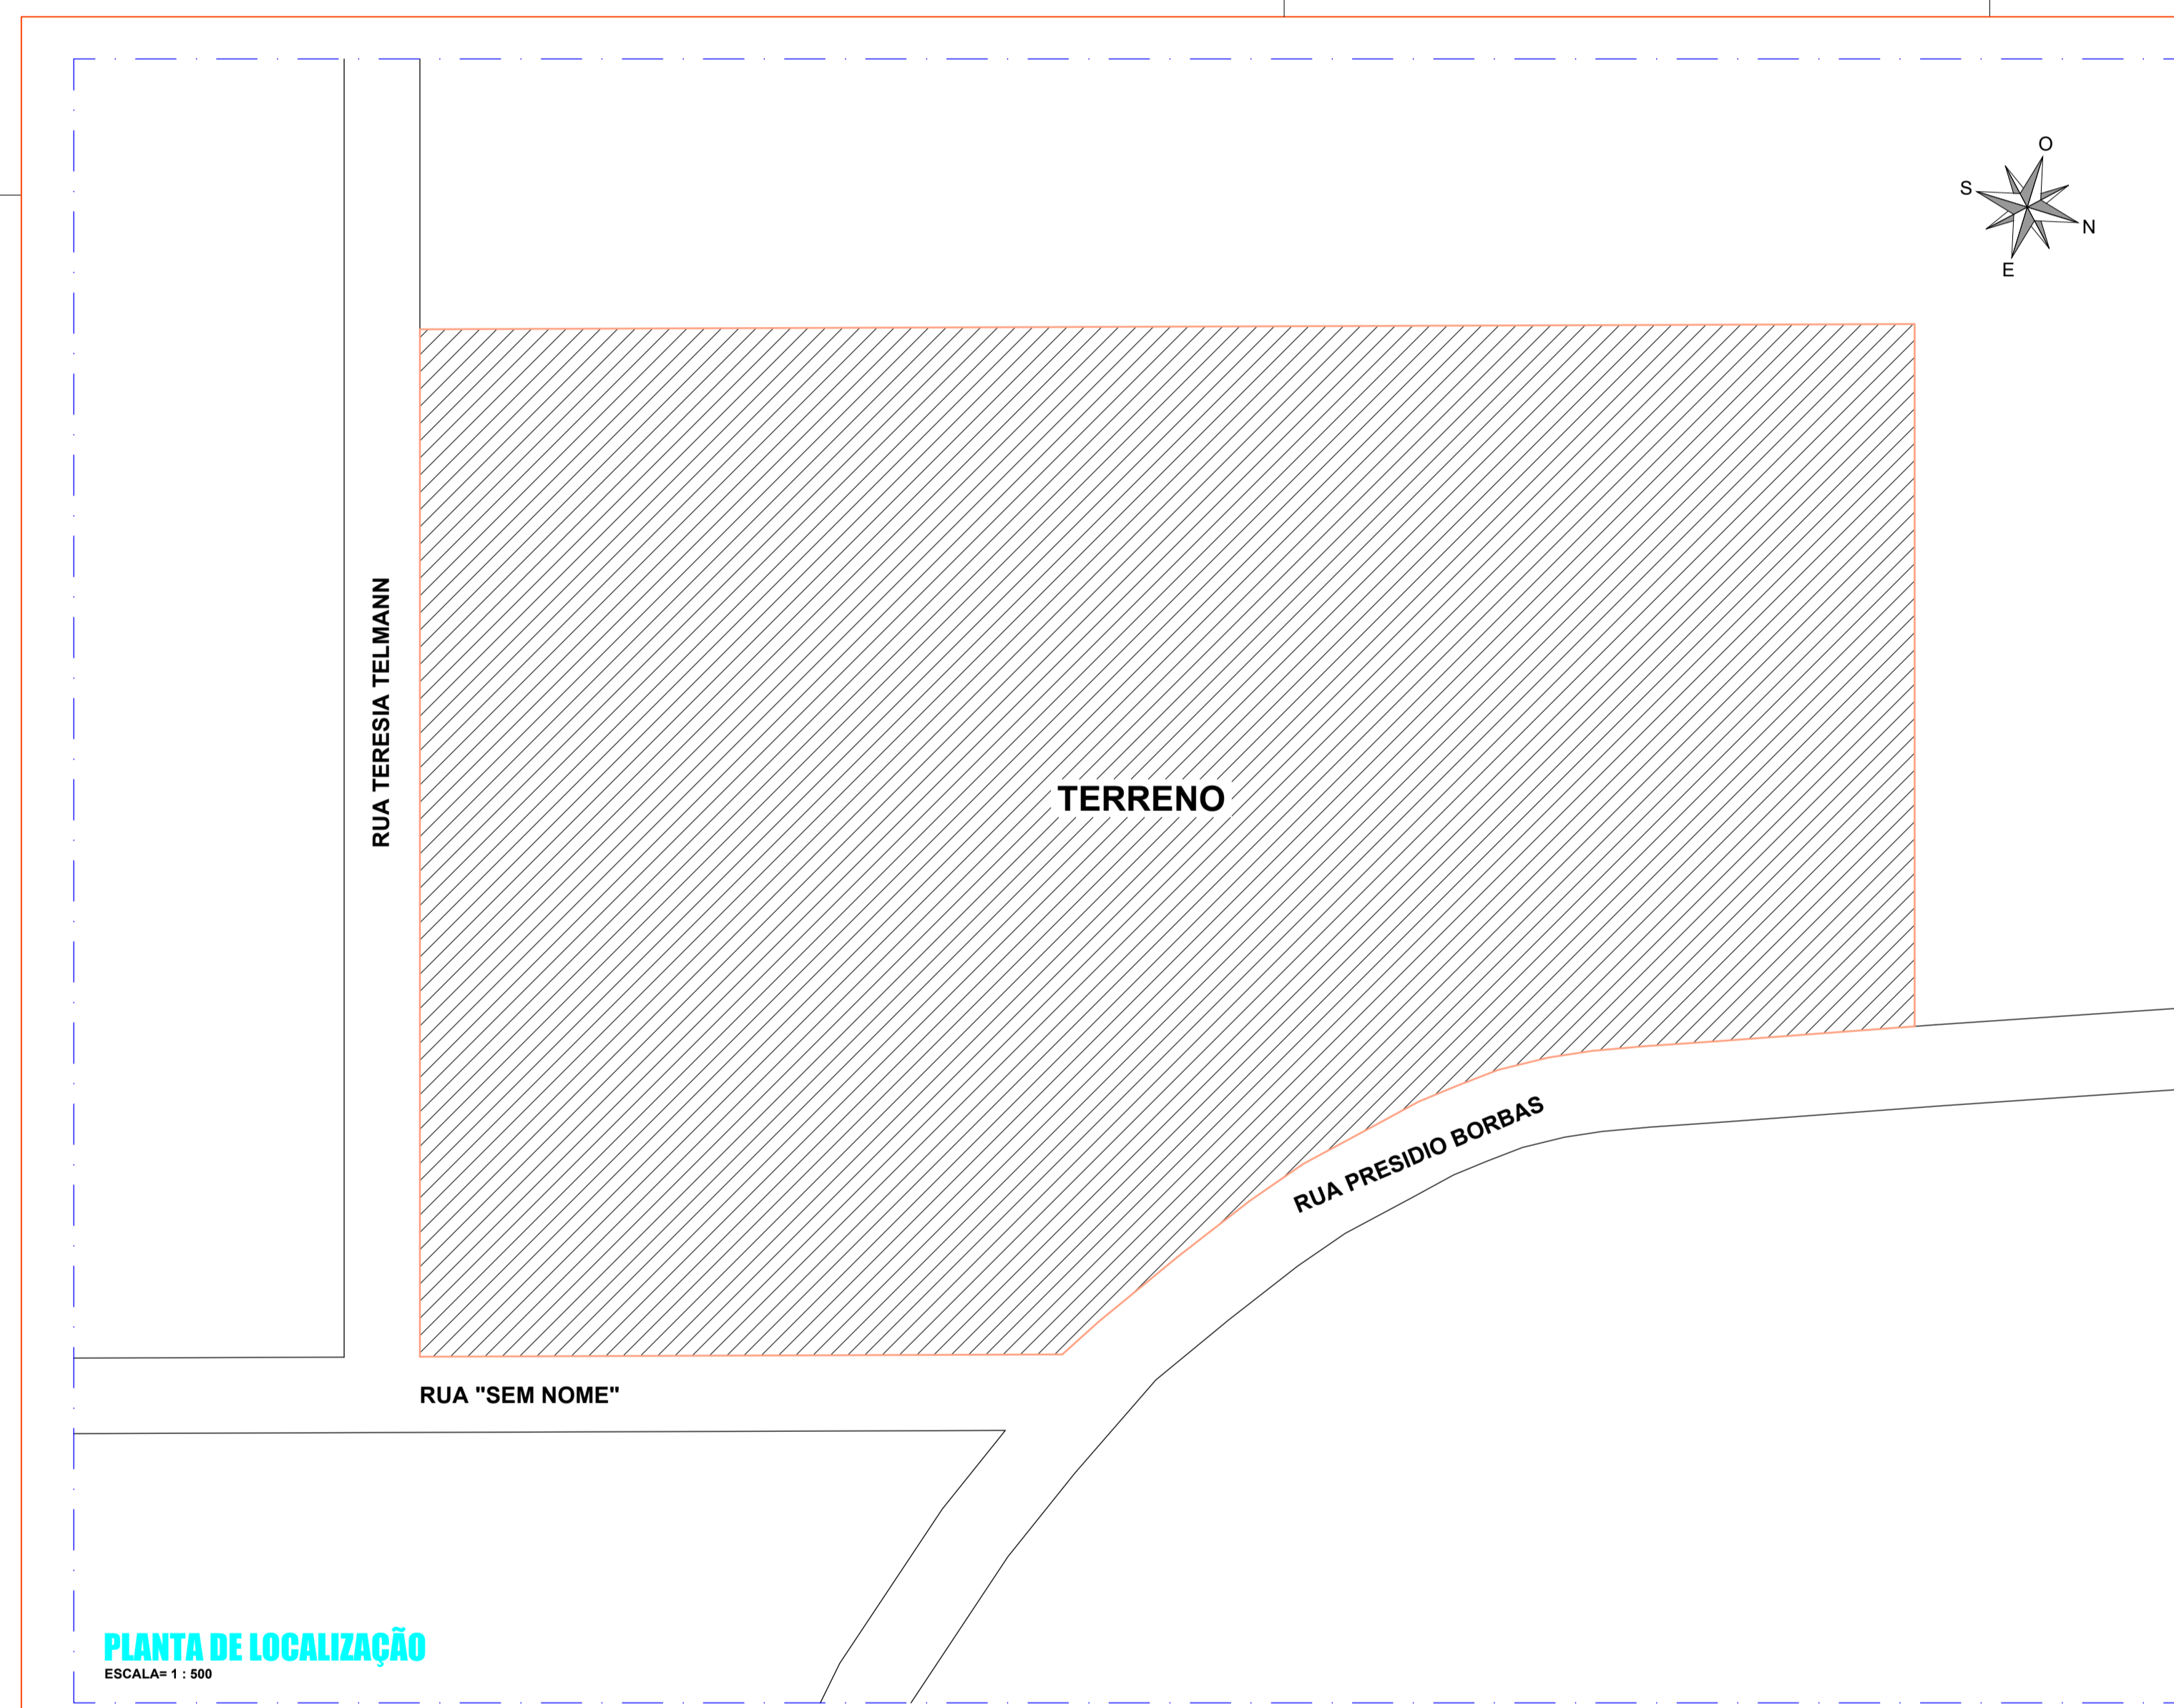 O
S
N
E
RUA TERESIA TELMANN
TERRENO
RUA PRESIDIO BORBAS
RUA "SEM NOME"
PLANTA DE LOCALIZAÇÃO
ESCALA= 1 : 500